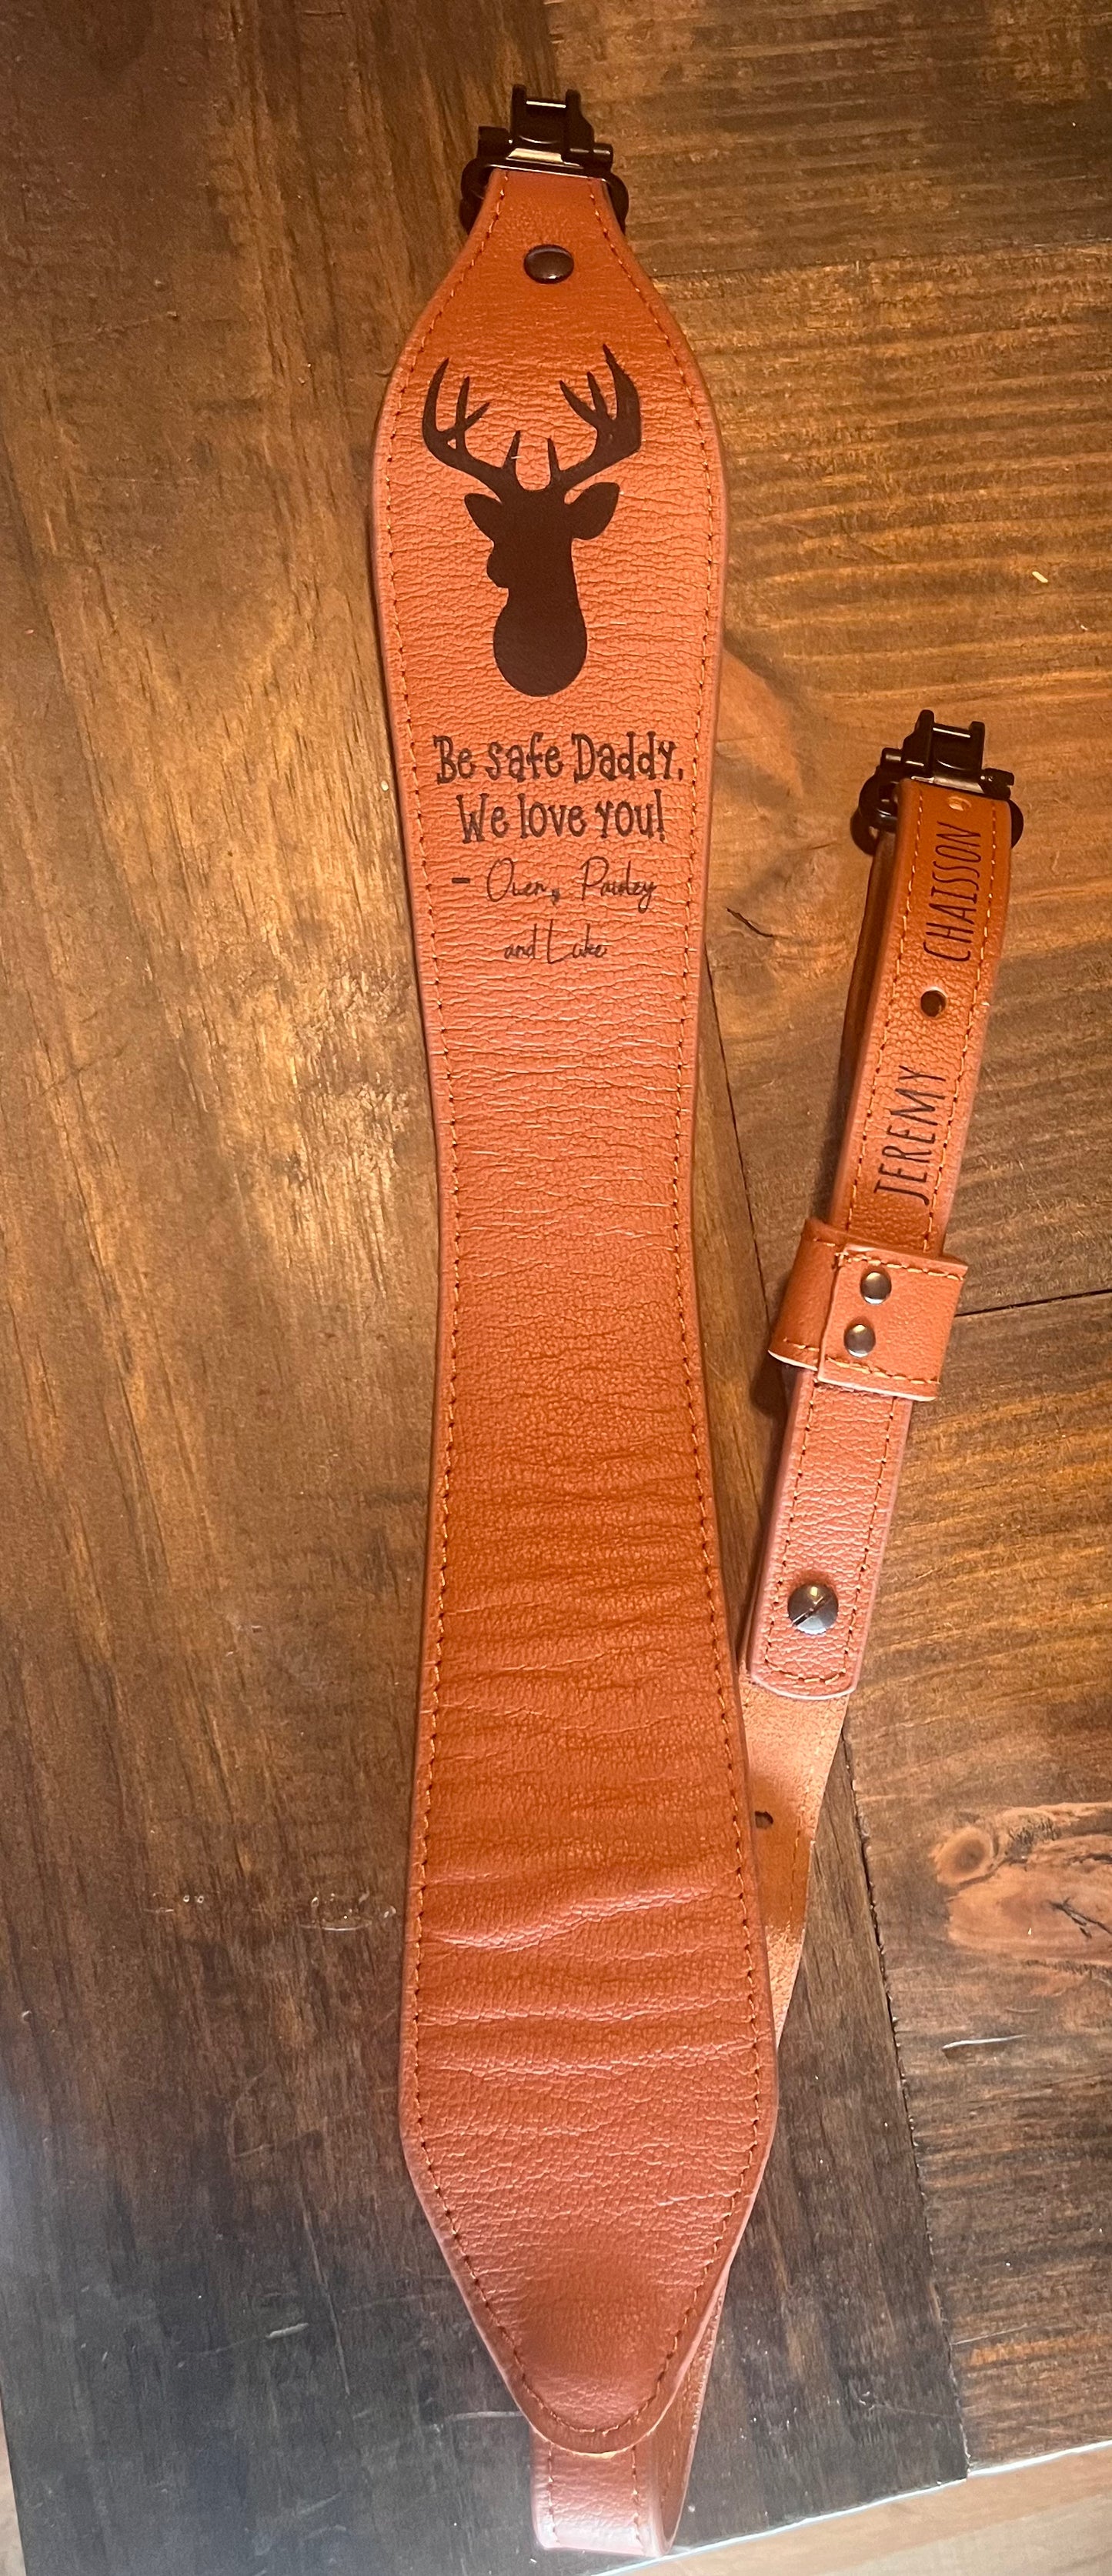 Be safe Daddy.
We love you!
- Owen, Paisley
and Luke
JEREMY CHAISSON